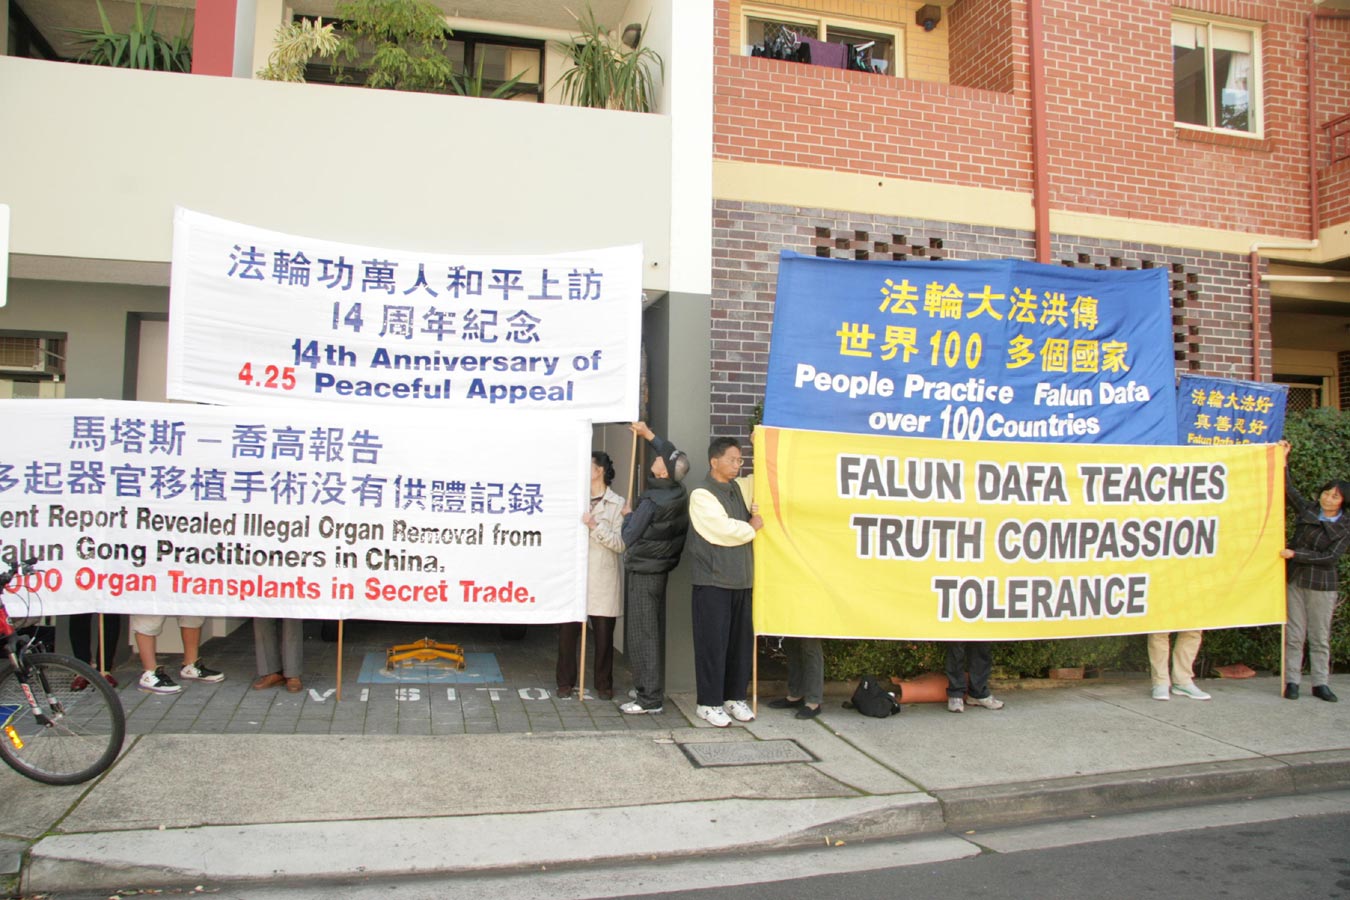 法輪功萬人和平上訪
14周年紀念
14th Anniversary of
4.25 Peaceful Appeal
馬塔斯－喬高報告
多起器官移植手術没有供體記録
ent Report Revealed Illegal Organ Removal from
Falun Gong Practitioners in China.
000 Organ Transplants in Secret Trade.
法輪大法洪傳
世界100多個國家
People Practice Falun Dafa
over 100 Countries
FALUN DAFA TEACHES
TRUTH COMPASSION
TOLERANCE
法輪大法好
真善忍好
Falun Dafa is
VISITO